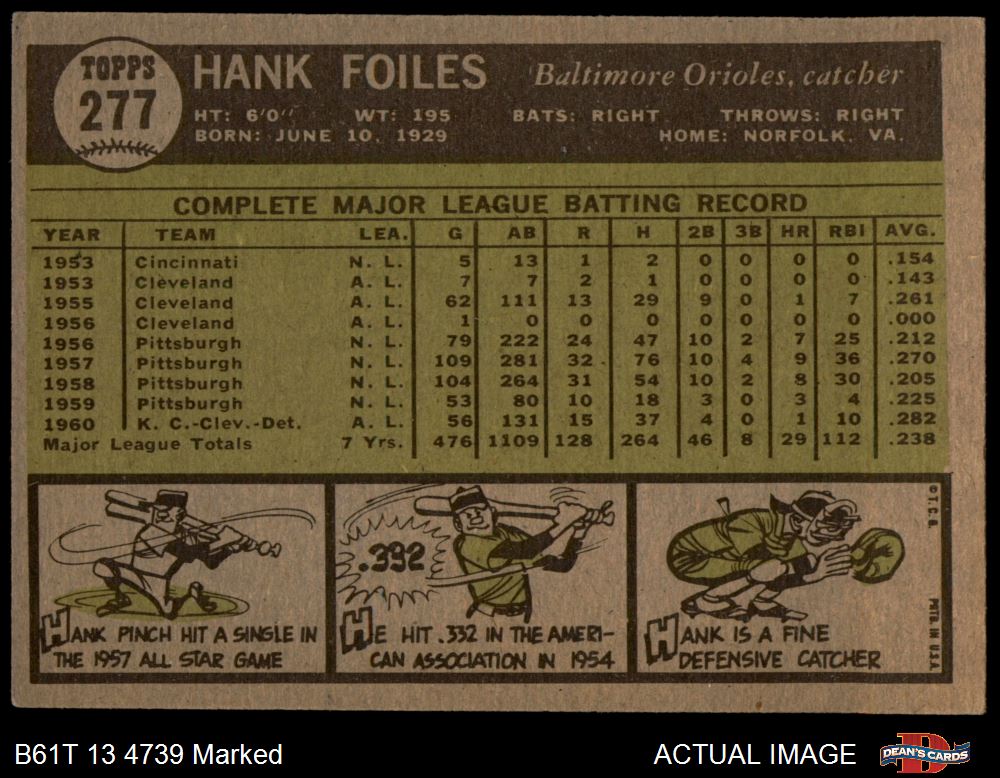 TOPPS
277
HANK FOILES
Baltimore Orioles, catcher
HT: 6'0" WT: 195 BATS: RIGHT THROWS: RIGHT
BORN: JUNE 10, 1929 HOME: NORFOLK, VA.
COMPLETE MAJOR LEAGUE BATTING RECORD
YEAR TEAM LEA. G AB R H 2B 3B HR RBI AVG.
1953 Cincinnati N. L. 5 13 1 2 0 0 0 0 .154
1953 Cleveland A. L. 7 7 2 1 0 0 0 0 .143
1955 Cleveland A. L. 62 111 13 29 9 0 1 7 .261
1956 Cleveland A. L. 1 0 0 0 0 0 0 0 .000
1956 Pittsburgh N. L. 79 222 24 47 10 2 7 25 .212
1957 Pittsburgh N. L. 109 281 32 76 10 4 9 36 .270
1958 Pittsburgh N. L. 104 264 31 54 10 2 8 30 .205
1959 Pittsburgh N. L. 53 80 10 18 3 0 3 4 .225
1960 K. C.-Clev.-Det. A. L. 56 131 15 37 4 0 1 10 .282
Major League Totals 7 Yrs. 476 1109 128 264 46 8 29 112 .238
HANK PINCH HIT A SINGLE IN
THE 1957 ALL STAR GAME
.332
HE HIT .332 IN THE AMERI-
CAN ASSOCIATION IN 1954
HANK IS A FINE
DEFENSIVE CATCHER
© T. C. G.
PRTD. IN U.S.A.
B61T 13 4739 Marked
ACTUAL IMAGE
DEAN'S CARDS